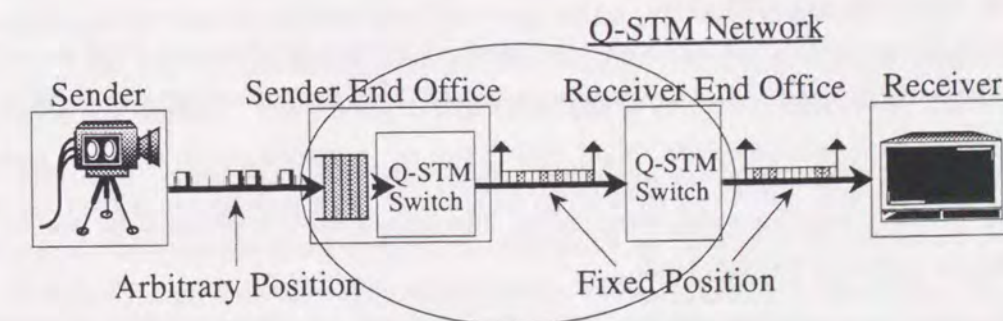 Q-STM Network
Sender
Sender End Office
Receiver End Office
Receiver
Q-STM
Switch
Q-STM
Switch
Arbitrary Position
Fixed Position